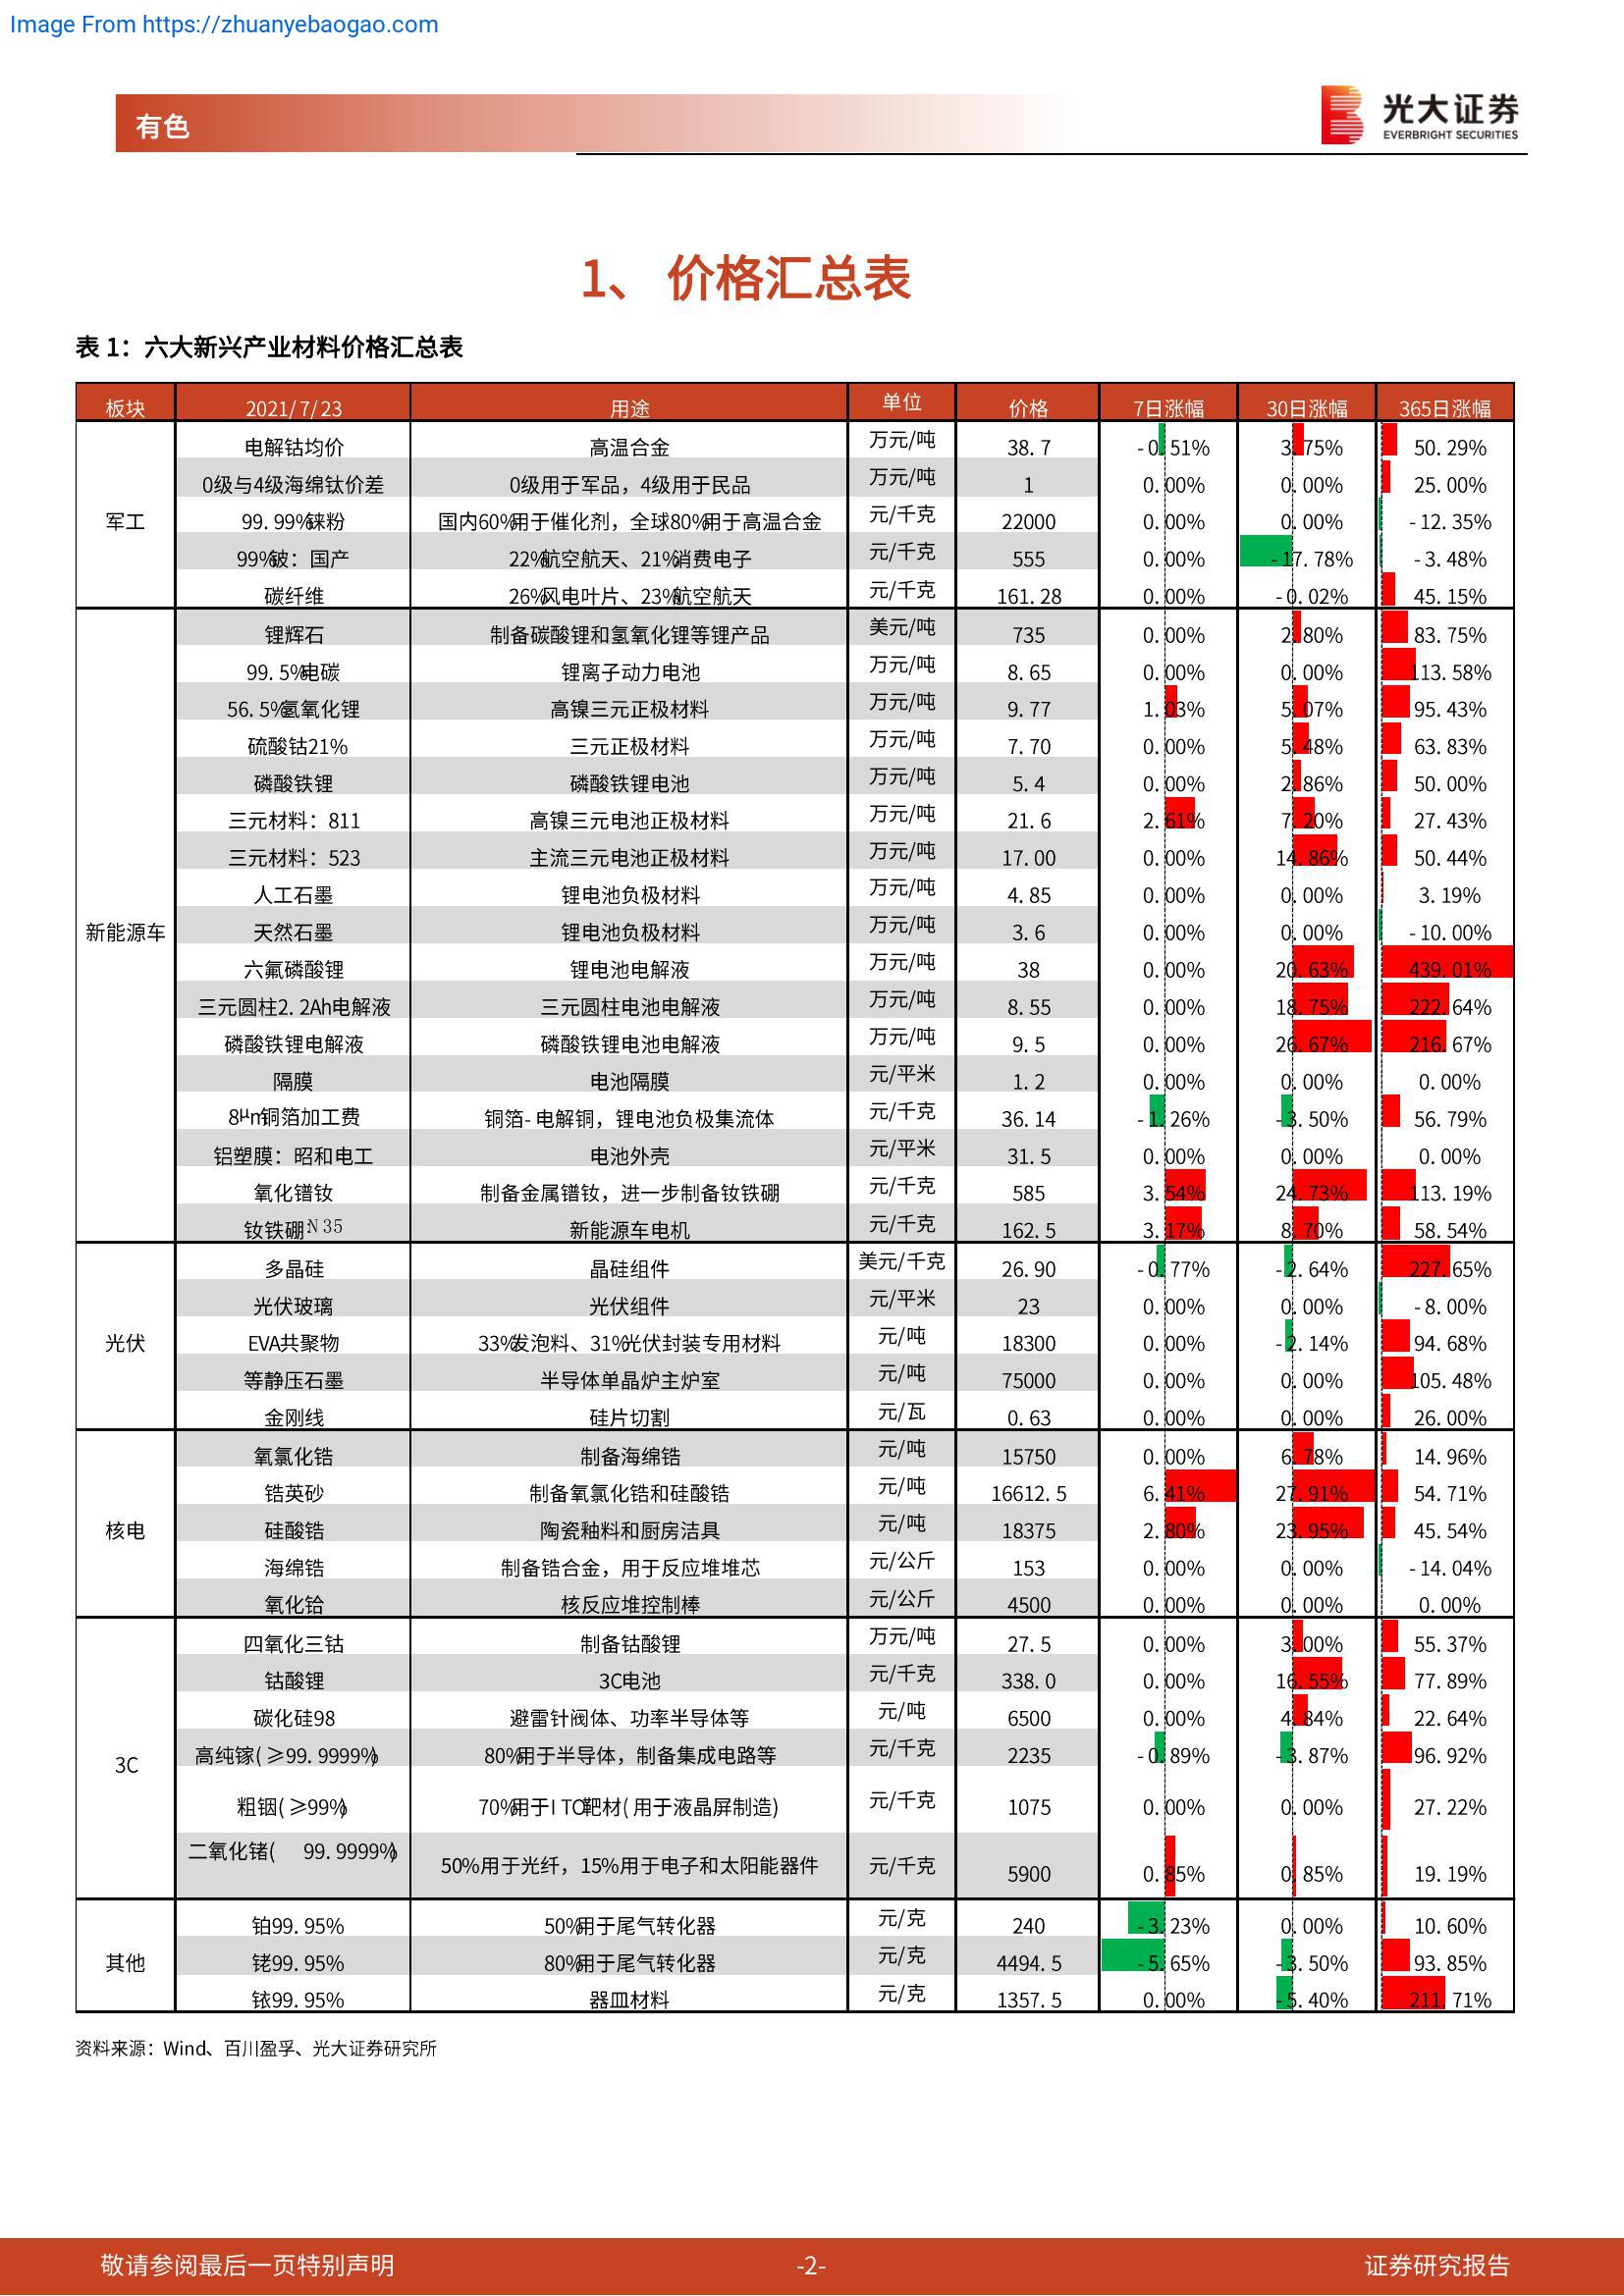 Image From https://zhuanyebaogao.com
有色
光大证券
EVERBRIGHT SECURITIES
1、 价格汇总表
表 1：六大新兴产业材料价格汇总表
板块 2021/7/23 用途 单位 价格 7日涨幅 30日涨幅 365日涨幅
军工
电解钴均价 高温合金 万元/吨 38.7 -0.51% 3.75% 50.29%
0级与4级海绵钛价差 0级用于军品，4级用于民品 万元/吨 1 0.00% 0.00% 25.00%
99.99%铼粉 国内60%用于催化剂，全球80%用于高温合金 元/千克 22000 0.00% 0.00% -12.35%
99%铍：国产 22%航空航天、21%消费电子 元/千克 555 0.00% -17.78% -3.48%
碳纤维 26%风电叶片、23%航空航天 元/千克 161.28 0.00% -0.02% 45.15%
新能源车
锂辉石 制备碳酸锂和氢氧化锂等锂产品 美元/吨 735 0.00% 2.80% 83.75%
99.5%电碳 锂离子动力电池 万元/吨 8.65 0.00% 0.00% 113.58%
56.5%氢氧化锂 高镍三元正极材料 万元/吨 9.77 1.03% 5.07% 95.43%
硫酸钴21% 三元正极材料 万元/吨 7.70 0.00% 5.48% 63.83%
磷酸铁锂 磷酸铁锂电池 万元/吨 5.4 0.00% 2.86% 50.00%
三元材料：811 高镍三元电池正极材料 万元/吨 21.6 2.61% 7.20% 27.43%
三元材料：523 主流三元电池正极材料 万元/吨 17.00 0.00% 14.86% 50.44%
人工石墨 锂电池负极材料 万元/吨 4.85 0.00% 0.00% 3.19%
天然石墨 锂电池负极材料 万元/吨 3.6 0.00% 0.00% -10.00%
六氟磷酸锂 锂电池电解液 万元/吨 38 0.00% 20.63% 439.01%
三元圆柱2.2Ah电解液 三元圆柱电池电解液 万元/吨 8.55 0.00% 18.75% 222.64%
磷酸铁锂电解液 磷酸铁锂电池电解液 万元/吨 9.5 0.00% 26.67% 216.67%
隔膜 电池隔膜 元/平米 1.2 0.00% 0.00% 0.00%
8μm铜箔加工费 铜箔-电解铜，锂电池负极集流体 元/千克 36.14 -1.26% -3.50% 56.79%
铝塑膜：昭和电工 电池外壳 元/平米 31.5 0.00% 0.00% 0.00%
氧化镨钕 制备金属镨钕，进一步制备钕铁硼 元/千克 585 3.54% 24.73% 113.19%
钕铁硼N35 新能源车电机 元/千克 162.5 3.17% 8.70% 58.54%
光伏
多晶硅 晶硅组件 美元/千克 26.90 -0.77% -2.64% 227.65%
光伏玻璃 光伏组件 元/平米 23 0.00% 0.00% -8.00%
EVA共聚物 33%发泡料、31%光伏封装专用材料 元/吨 18300 0.00% -2.14% 94.68%
等静压石墨 半导体单晶炉主炉室 元/吨 75000 0.00% 0.00% 105.48%
金刚线 硅片切割 元/瓦 0.63 0.00% 0.00% 26.00%
核电
氧氯化锆 制备海绵锆 元/吨 15750 0.00% 6.78% 14.96%
锆英砂 制备氧氯化锆和硅酸锆 元/吨 16612.5 6.41% 27.91% 54.71%
硅酸锆 陶瓷釉料和厨房洁具 元/吨 18375 2.80% 23.95% 45.54%
海绵锆 制备锆合金，用于反应堆堆芯 元/公斤 153 0.00% 0.00% -14.04%
氧化铪 核反应堆控制棒 元/公斤 4500 0.00% 0.00% 0.00%
3C
四氧化三钴 制备钴酸锂 万元/吨 27.5 0.00% 3.00% 55.37%
钴酸锂 3C电池 元/千克 338.0 0.00% 16.55% 77.89%
碳化硅98 避雷针阀体、功率半导体等 元/吨 6500 0.00% 4.84% 22.64%
高纯镓(≥99.9999%) 80%用于半导体，制备集成电路等 元/千克 2235 -0.89% -3.87% 96.92%
粗铟(≥99%) 70%用于ITO靶材(用于液晶屏制造) 元/千克 1075 0.00% 0.00% 27.22%
二氧化锗( 99.9999%) 50%用于光纤，15%用于电子和太阳能器件 元/千克 5900 0.85% 0.85% 19.19%
其他
铂99.95% 50%用于尾气转化器 元/克 240 -3.23% 0.00% 10.60%
铑99.95% 80%用于尾气转化器 元/克 4494.5 -5.65% -3.50% 93.85%
铱99.95% 器皿材料 元/克 1357.5 0.00% -5.40% 211.71%
资料来源：Wind、百川盈孚、光大证券研究所
敬请参阅最后一页特别声明 -2- 证券研究报告